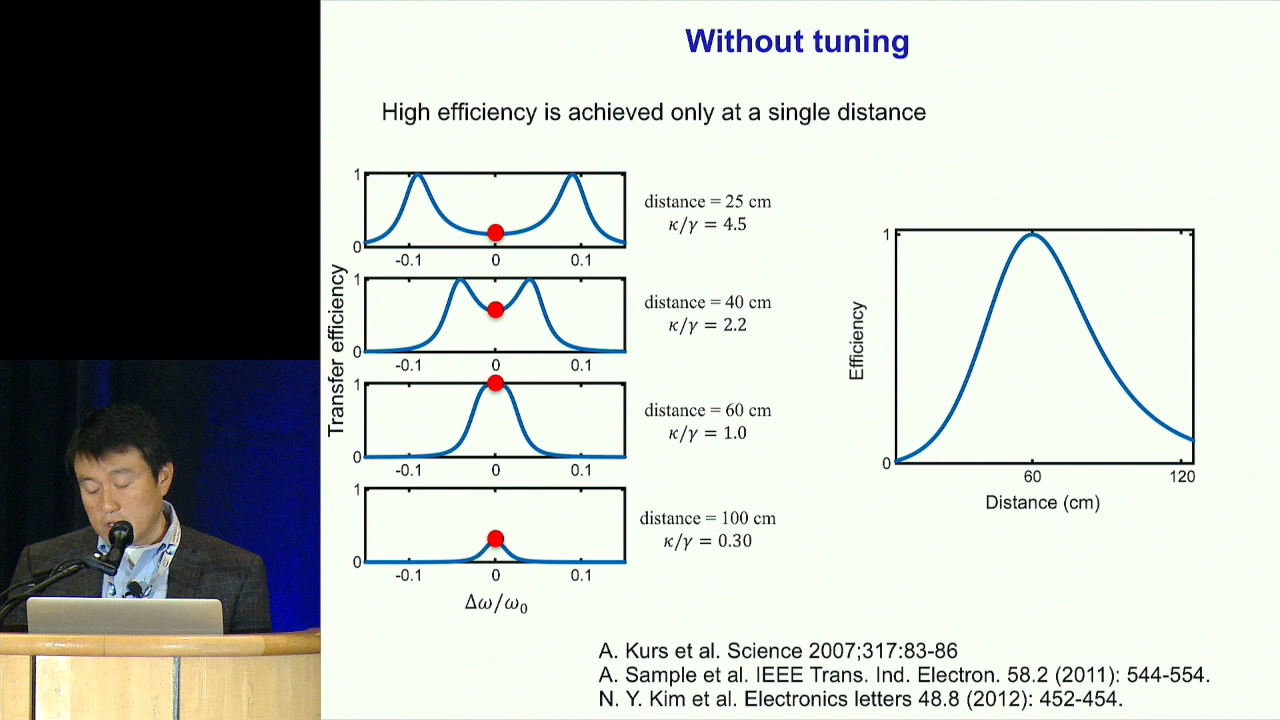 Without tuning
High efficiency is achieved only at a single distance
Transfer efficiency
1
0
-0.1 0 0.1
distance = 25 cm
κ/γ = 4.5
1
0
-0.1 0 0.1
distance = 40 cm
κ/γ = 2.2
1
0
-0.1 0 0.1
distance = 60 cm
κ/γ = 1.0
1
0
-0.1 0 0.1
distance = 100 cm
κ/γ = 0.30
Δω/ω₀
Efficiency
1
0
60 120
Distance (cm)
A. Kurs et al. Science 2007;317:83-86
A. Sample et al. IEEE Trans. Ind. Electron. 58.2 (2011): 544-554.
N. Y. Kim et al. Electronics letters 48.8 (2012): 452-454.